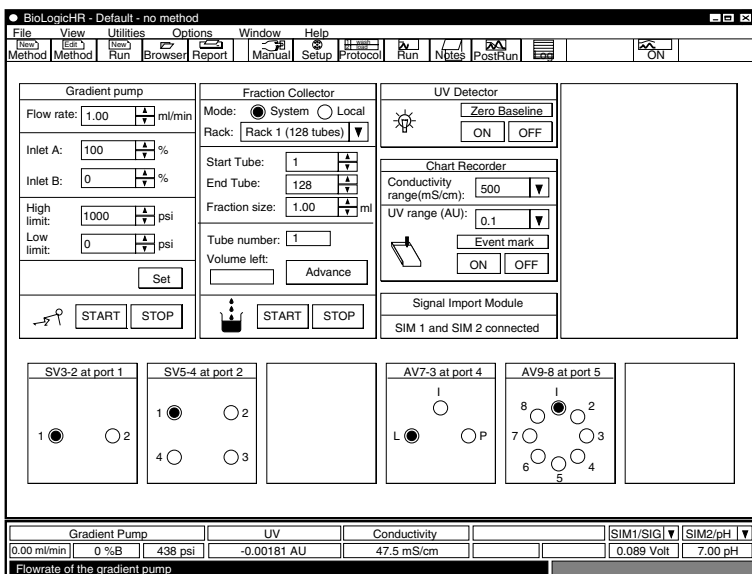 BioLogicHR - Default - no method
File View Utilities Options Window Help
New Method Edit Method New Run Browser Report Manual Setup 1 wash 2 load Protocol Run Notes PostRun Log ON
Gradient pump
Flow rate: 1.00 ml/min
Inlet A: 100 %
Inlet B: 0 %
High limit: 1000 psi
Low limit: 0 psi
Set
START STOP
Fraction Collector
Mode: System Local
Rack: Rack 1 (128 tubes)
Start Tube: 1
End Tube: 128
Fraction size: 1.00 ml
Tube number: 1
Volume left:
Advance
START STOP
UV Detector
Zero Baseline
ON OFF
Chart Recorder
Conductivity
range(mS/cm): 500
UV range (AU): 0.1
Event mark
ON OFF
Signal Import Module
SIM 1 and SIM 2 connected
SV3-2 at port 1
1 2
SV5-4 at port 2
1 2
4 3
AV7-3 at port 4
I
L P
AV9-8 at port 5
I
8 2
7 3
6 4
5
Gradient Pump UV Conductivity SIM1/SIG SIM2/pH
0.00 ml/min 0 %B 438 psi -0.00181 AU 47.5 mS/cm 0.089 Volt 7.00 pH
Flowrate of the gradient pump